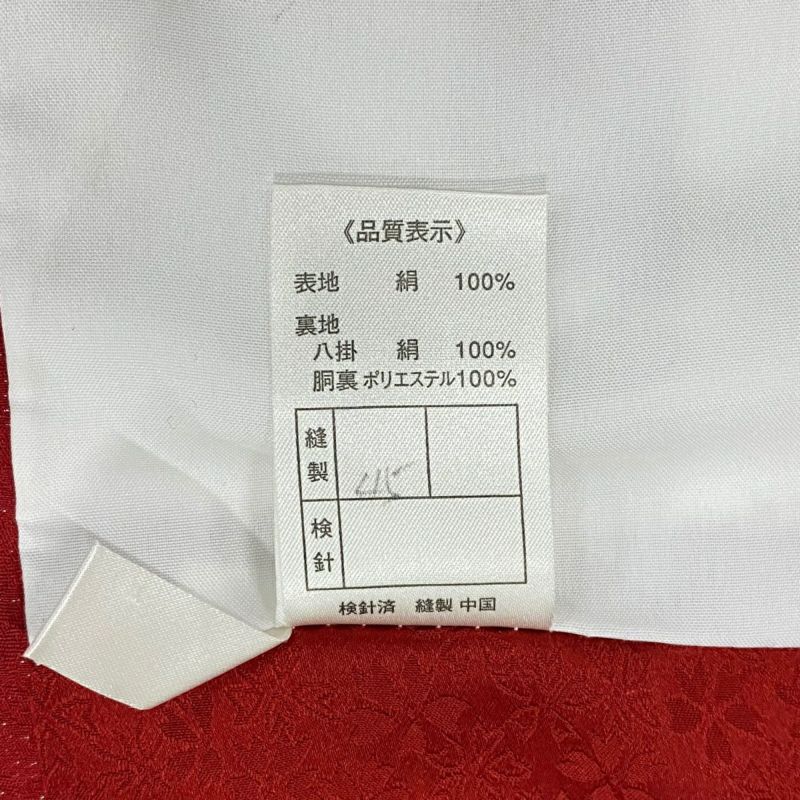 《品質表示》
表地 絹 100%
裏地
八掛 絹 100%
胴裏 ポリエステル100%
縫製
検針
検針済 縫製 中国